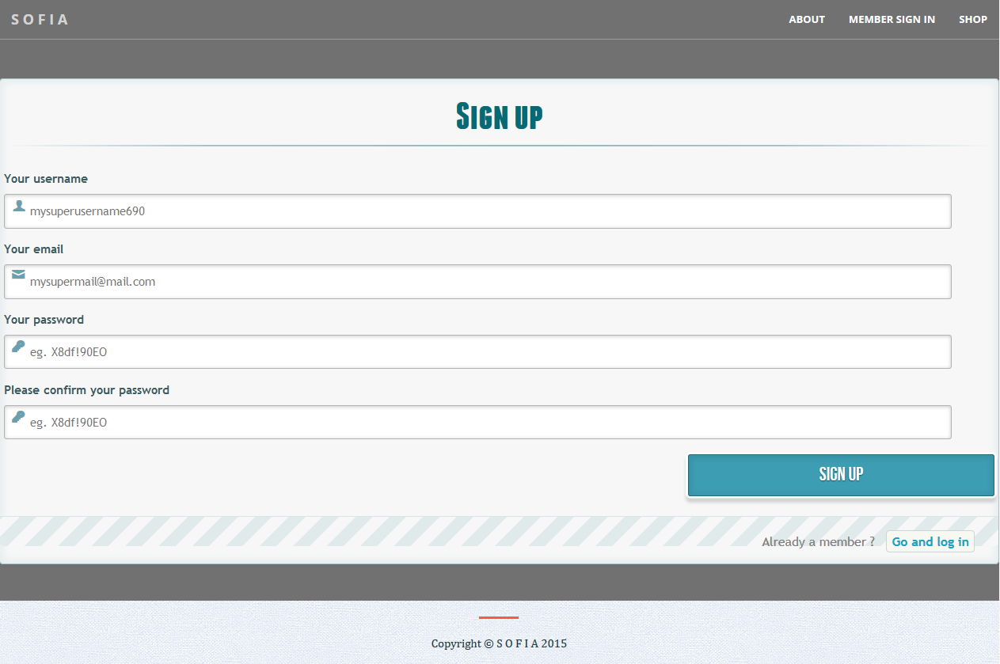 S O F I A
ABOUT MEMBER SIGN IN SHOP
SIGN UP
Your username
mysuperusername690
Your email
mysupermail@mail.com
Your password
eg. X8df!90EO
Please confirm your password
eg. X8df!90EO
SIGN UP
Already a member ? Go and log in
Copyright © S O F I A 2015